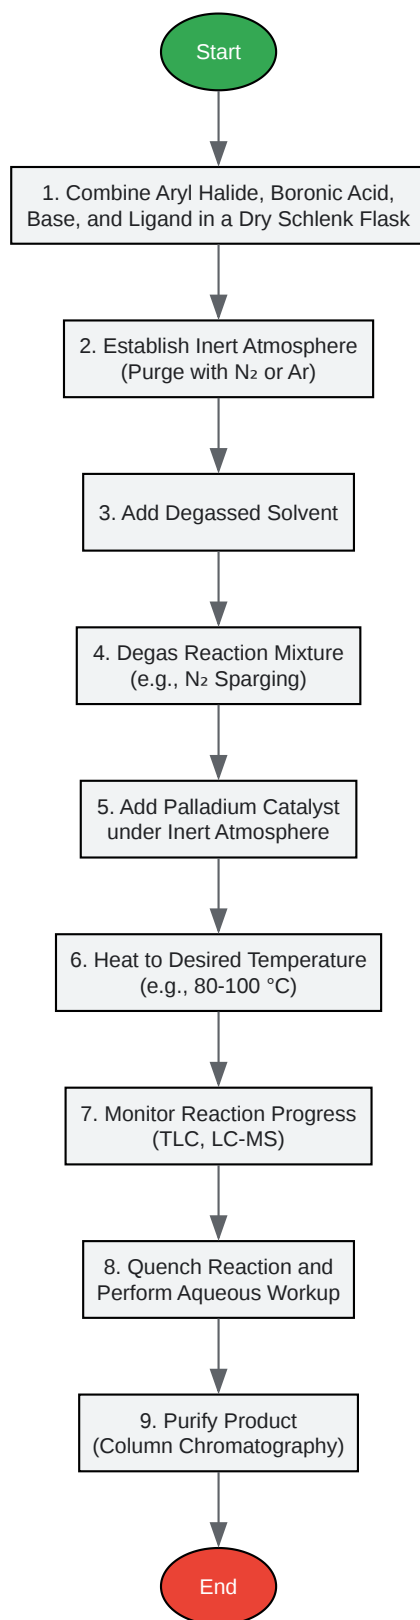 Start
1. Combine Aryl Halide, Boronic Acid,
Base, and Ligand in a Dry Schlenk Flask
2. Establish Inert Atmosphere
(Purge with N₂ or Ar)
3. Add Degassed Solvent
4. Degas Reaction Mixture
(e.g., N₂ Sparging)
5. Add Palladium Catalyst
under Inert Atmosphere
6. Heat to Desired Temperature
(e.g., 80-100 °C)
7. Monitor Reaction Progress
(TLC, LC-MS)
8. Quench Reaction and
Perform Aqueous Workup
9. Purify Product
(Column Chromatography)
End